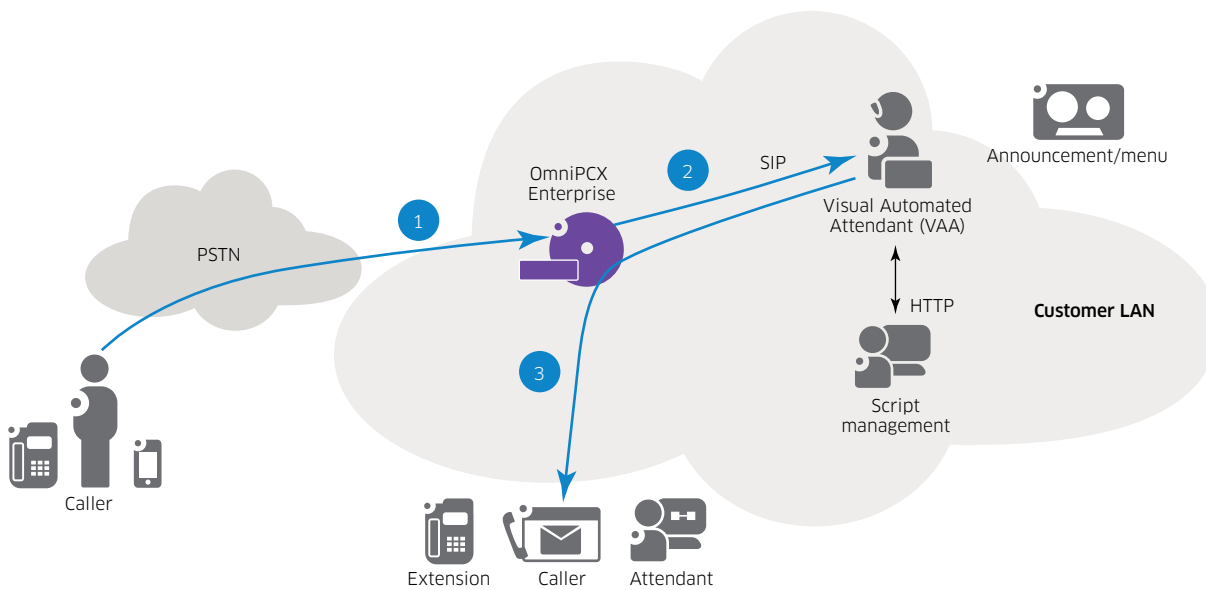 OmniPCX
Enterprise
1
2
SIP
Announcement/menu
Visual Automated
Attendant (VAA)
PSTN
HTTP
Customer LAN
3
Script
management
Caller
Extension
Caller
Attendant